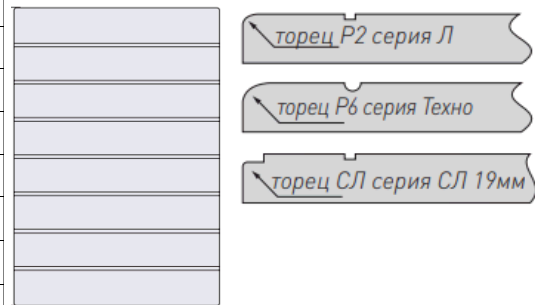 торец Р2 серия Л
торец Р6 серия Техно
торец СЛ серия СЛ 19мм